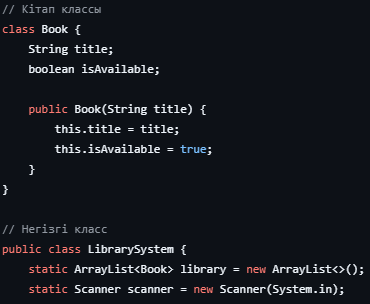 // Кітап классы
class Book {
    String title;
    boolean isAvailable;

    public Book(String title) {
        this.title = title;
        this.isAvailable = true;
    }
}

// Негізгі класс
public class LibrarySystem {
    static ArrayList<Book> library = new ArrayList<>();
    static Scanner scanner = new Scanner(System.in);